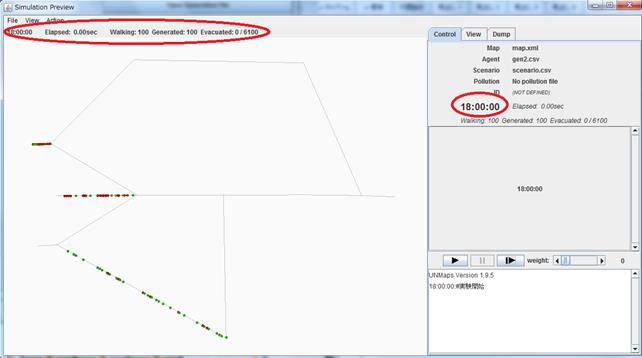 Simulation Preview
File View Action
18:00:00 Elapsed: 0.00sec Walking: 100 Generated: 100 Evacuated: 0 / 6100
Control View Dump
Map map.xml
Agent gen2.csv
Scenario scenario.csv
Pollution No pollution file
ID (NOT DEFINED)
18:00:00 Elapsed: 0.00sec
Walking: 100 Generated: 100 Evacuated: 0 / 6100
18:00:00
weight: 0
UNMaps Version 1.9.5
18:00:00:#実験開始